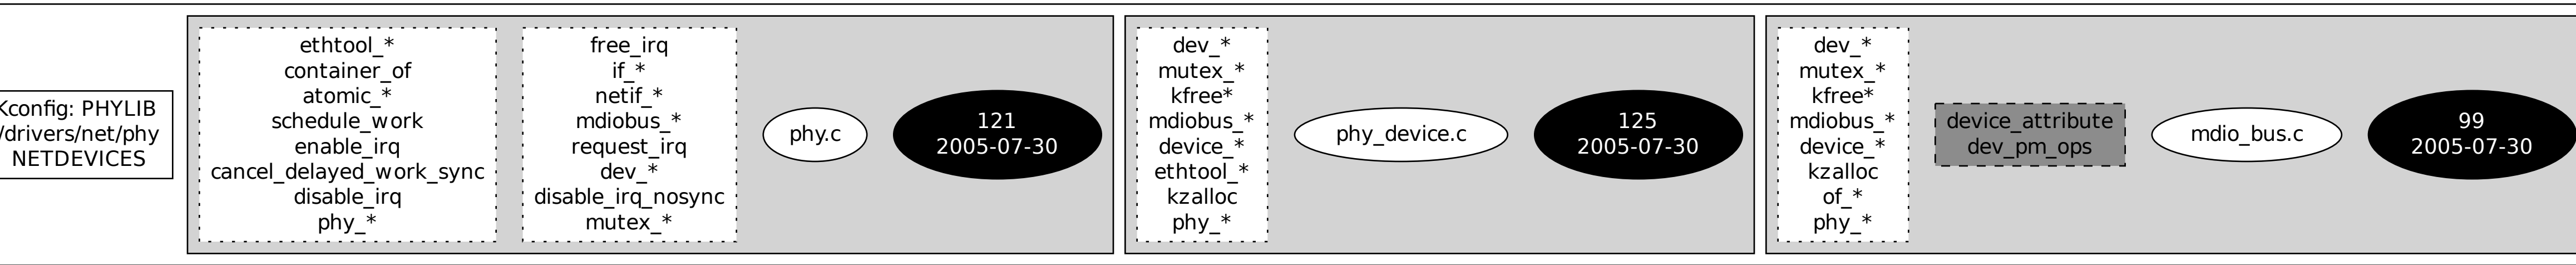 Kconfig: PHYLIB
/drivers/net/phy
NETDEVICES
ethtool_*
container_of
atomic_*
schedule_work
enable_irq
cancel_delayed_work_sync
disable_irq
phy_*
free_irq
if_*
netif_*
mdiobus_*
request_irq
dev_*
disable_irq_nosync
mutex_*
phy.c
121
2005-07-30
dev_*
mutex_*
kfree*
mdiobus_*
device_*
ethtool_*
kzalloc
phy_*
phy_device.c
125
2005-07-30
dev_*
mutex_*
kfree*
mdiobus_*
device_*
kzalloc
of_*
phy_*
device_attribute
dev_pm_ops
mdio_bus.c
99
2005-07-30